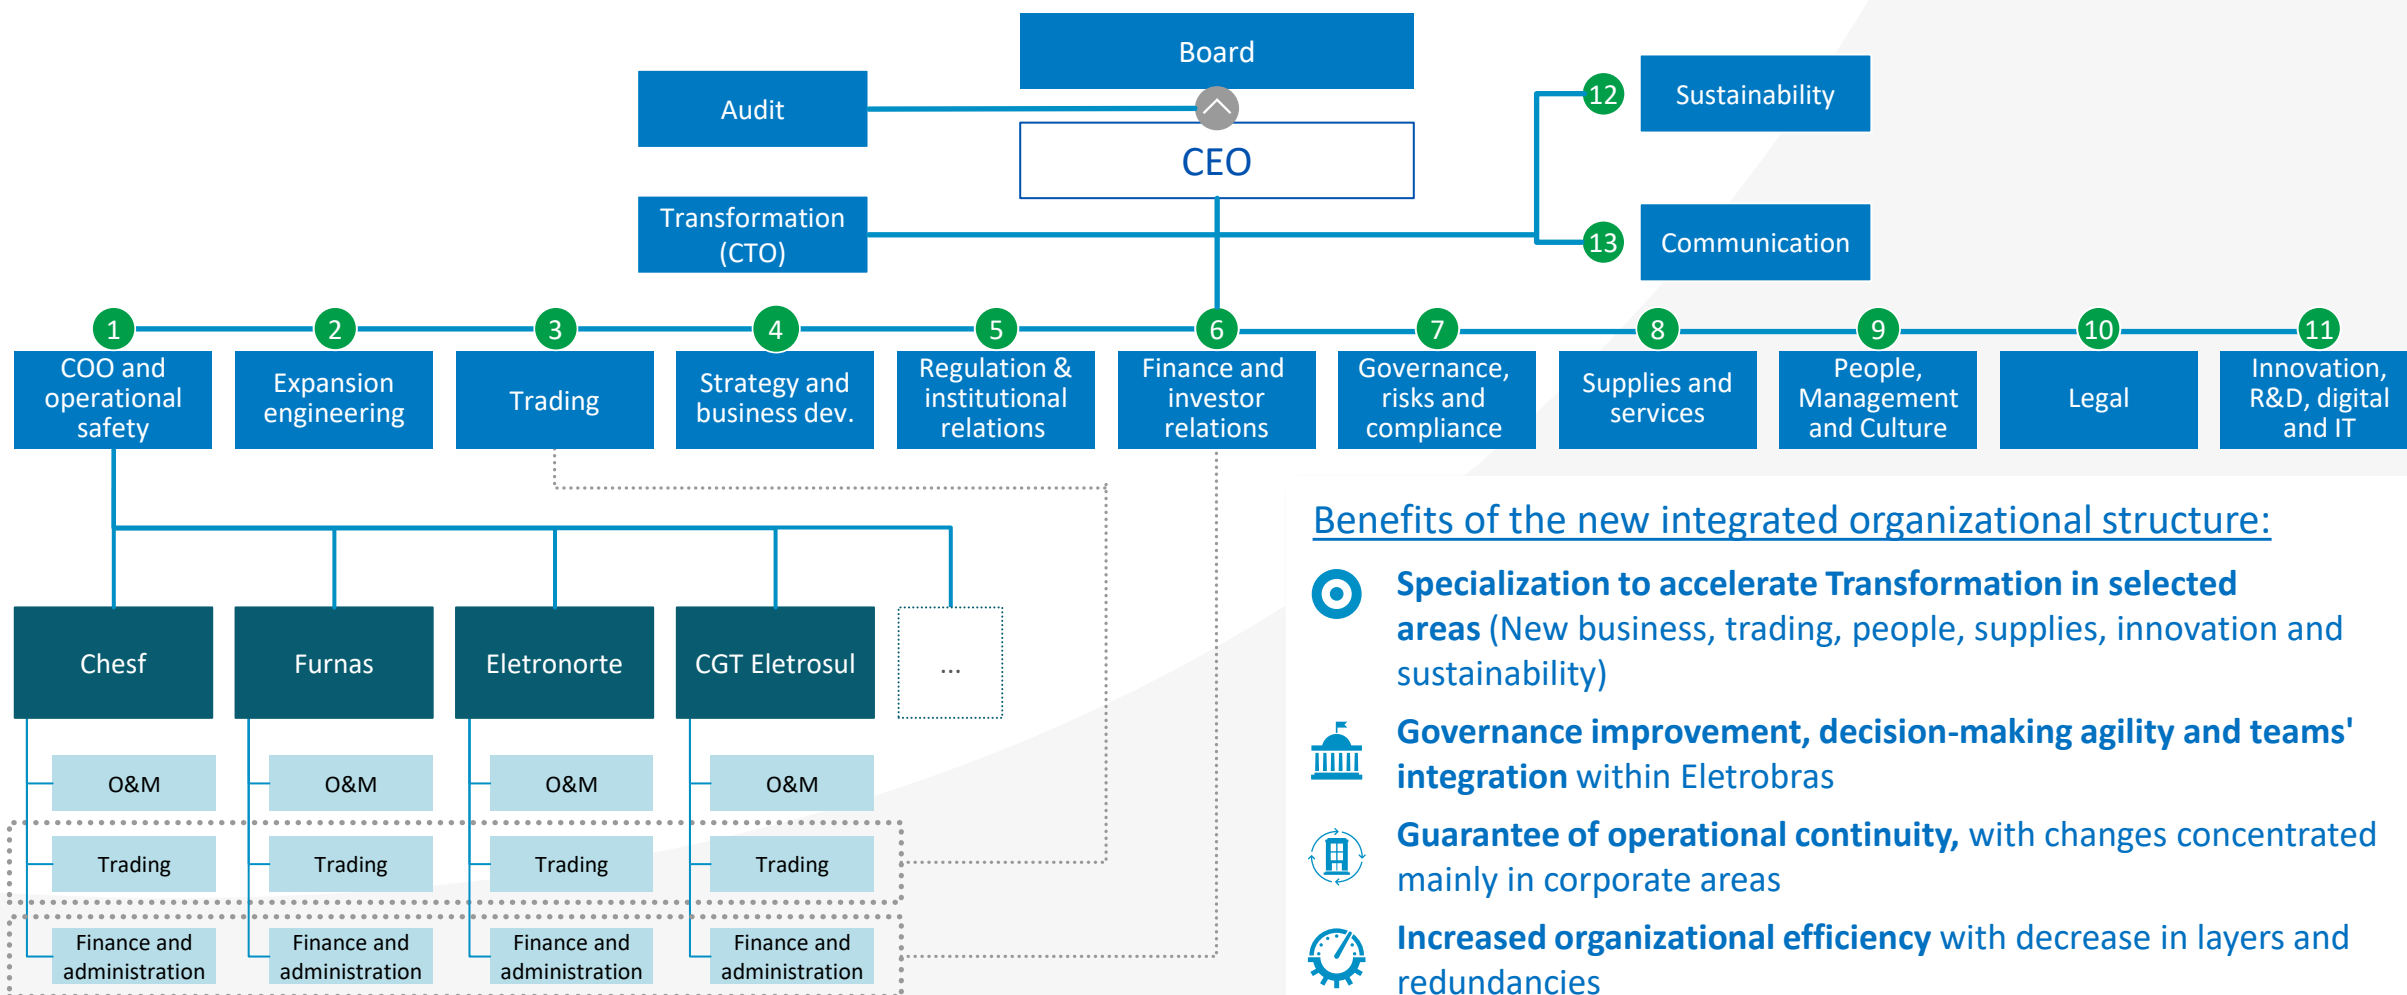 Board
Audit
CEO
Transformation
(CTO)
12
Sustainability
13
Communication
1
2
3
4
5
6
7
8
9
10
11
COO and
operational
safety
Expansion
engineering
Trading
Strategy and
business dev.
Regulation &
institutional
relations
Finance and
investor
relations
Governance,
risks and
compliance
Supplies and
services
People,
Management
and Culture
Legal
Innovation,
R&D, digital
and IT
Chesf
Furnas
Eletronorte
CGT Eletrosul
...
O&M
O&M
O&M
O&M
Trading
Trading
Trading
Trading
Finance and
administration
Finance and
administration
Finance and
administration
Finance and
administration
Benefits of the new integrated organizational structure:
Specialization to accelerate Transformation in selected
areas (New business, trading, people, supplies, innovation and
sustainability)
Governance improvement, decision-making agility and teams'
integration within Eletrobras
Guarantee of operational continuity, with changes concentrated
mainly in corporate areas
Increased organizational efficiency with decrease in layers and
redundancies